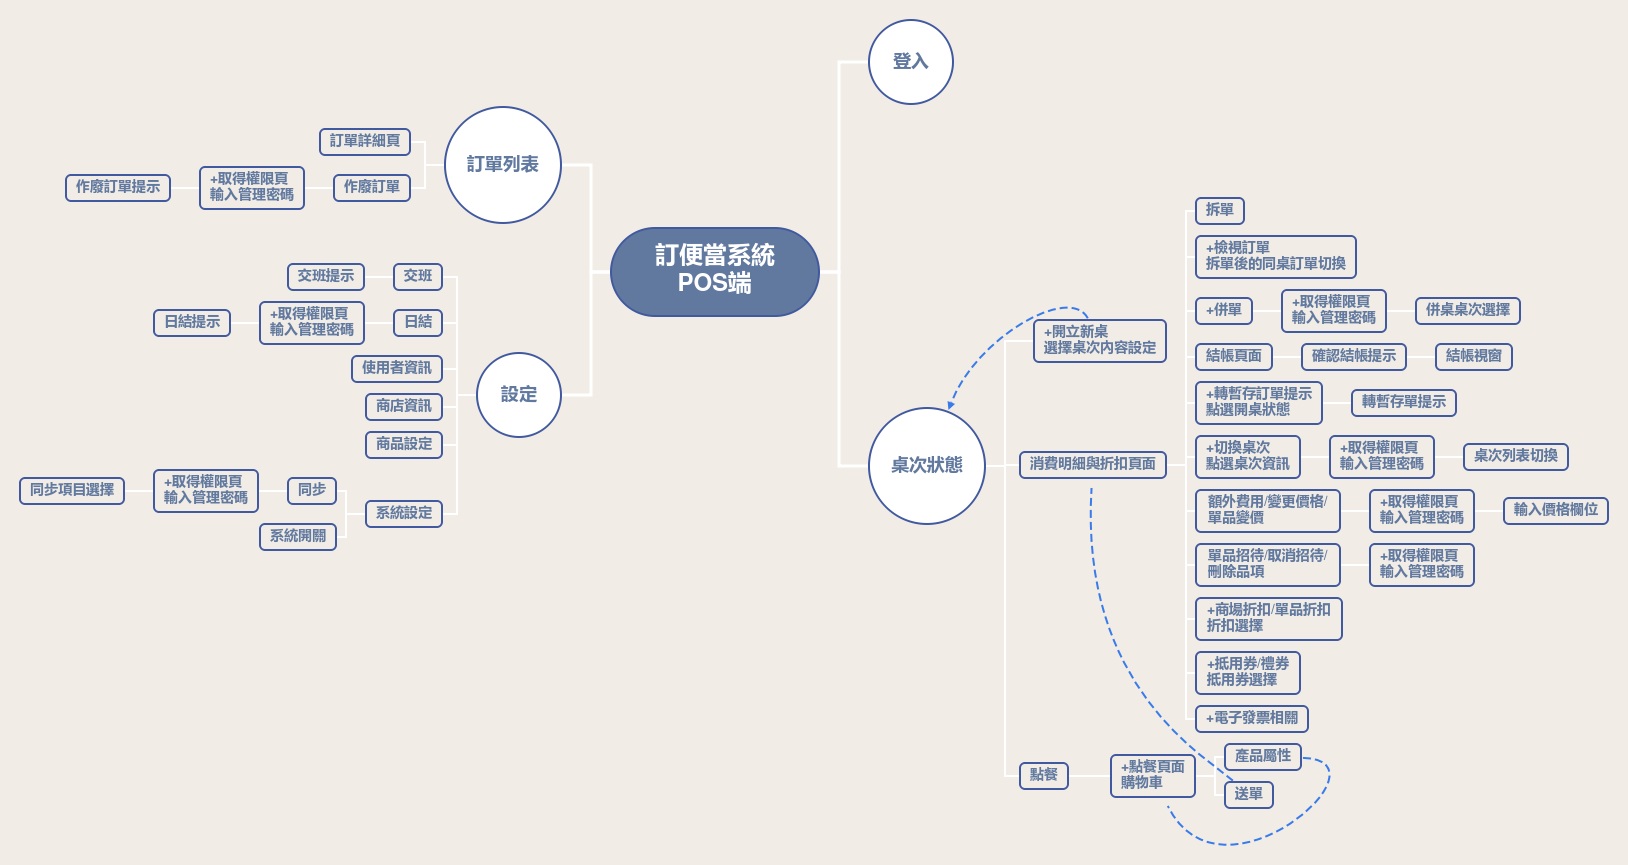 訂便當系統
POS端
登入
訂單列表
訂單詳細頁
作廢訂單
+取得權限頁
輸入管理密碼
作廢訂單提示
設定
交班
交班提示
日結
+取得權限頁
輸入管理密碼
日結提示
使用者資訊
商店資訊
商品設定
系統設定
同步
+取得權限頁
輸入管理密碼
同步項目選擇
系統開關
桌次狀態
+開立新桌
選擇桌次內容設定
消費明細與折扣頁面
拆單
+檢視訂單
拆單後的同桌訂單切換
+併單
+取得權限頁
輸入管理密碼
併桌桌次選擇
結帳頁面
確認結帳提示
結帳視窗
+轉暫存訂單提示
點選開桌狀態
轉暫存單提示
+切換桌次
點選桌次資訊
+取得權限頁
輸入管理密碼
桌次列表切換
額外費用/變更價格/
單品變價
+取得權限頁
輸入管理密碼
輸入價格欄位
單品招待/取消招待/
刪除品項
+取得權限頁
輸入管理密碼
+商場折扣/單品折扣
折扣選擇
+抵用券/禮券
抵用券選擇
+電子發票相關
點餐
+點餐頁面
購物車
產品屬性
送單